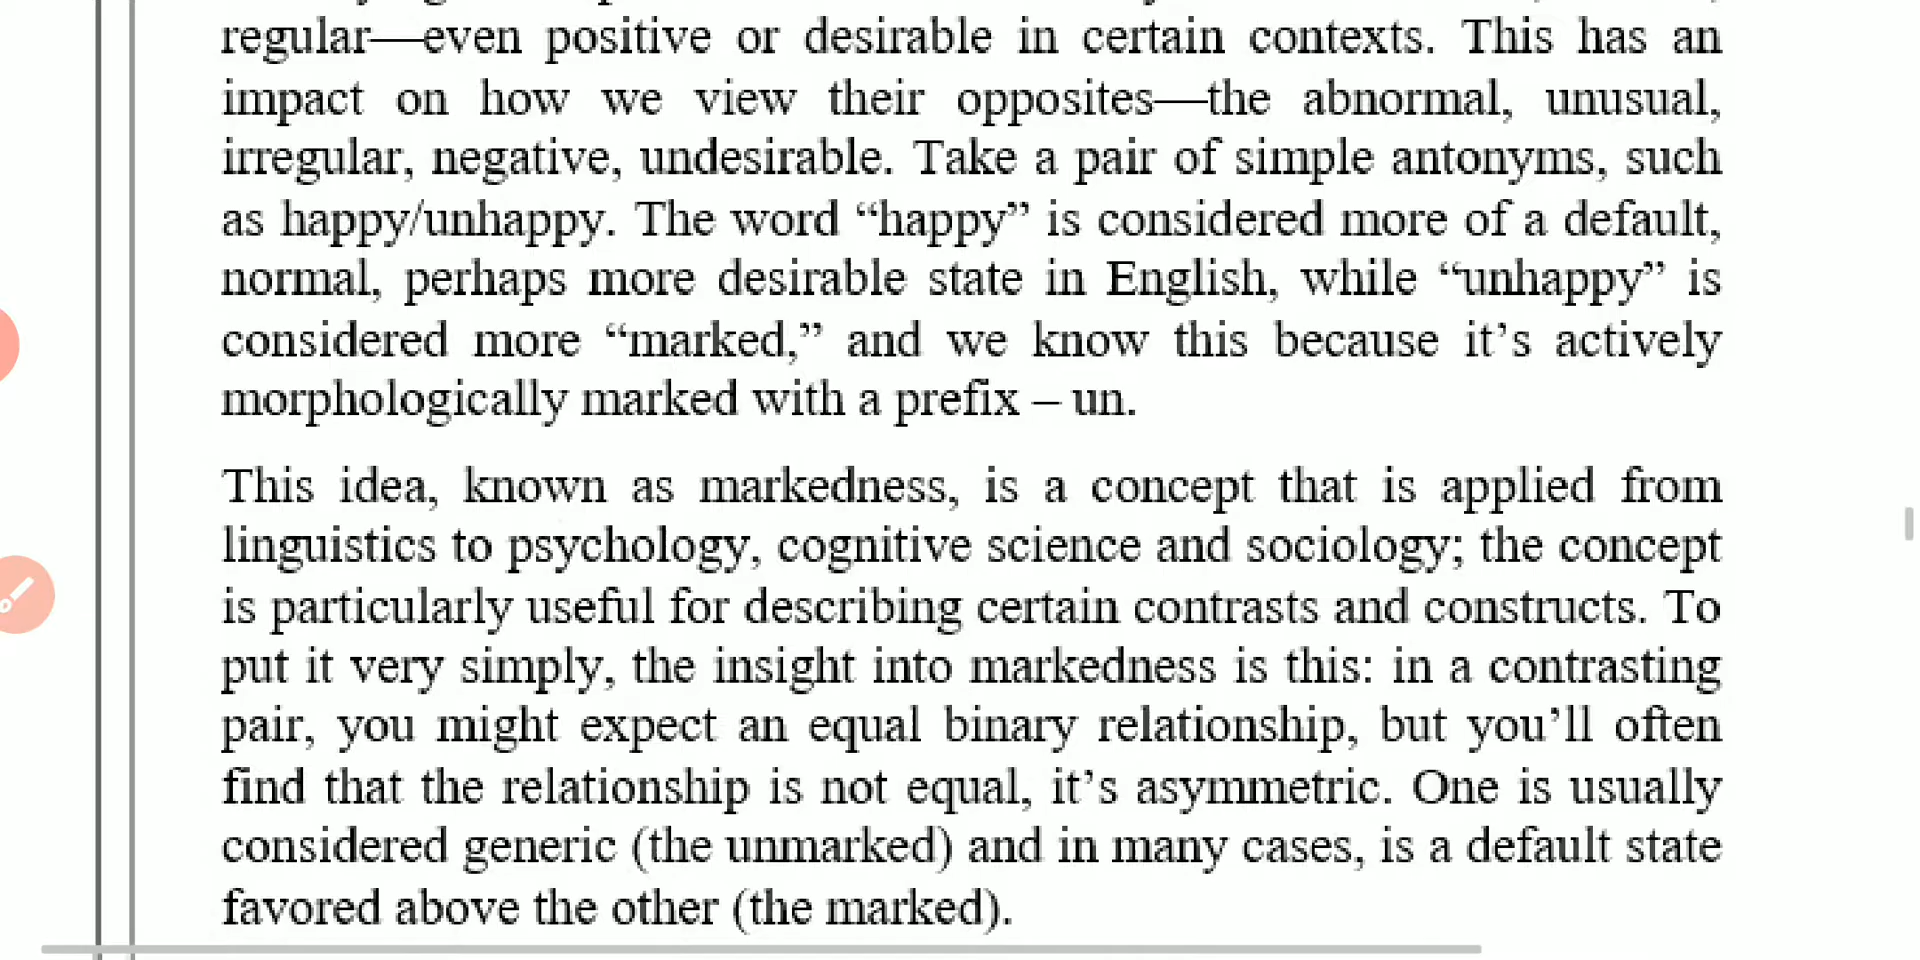 regular—even positive or desirable in certain contexts. This has an
impact on how we view their opposites—the abnormal, unusual,
irregular, negative, undesirable. Take a pair of simple antonyms, such
as happy/unhappy. The word “happy” is considered more of a default,
normal, perhaps more desirable state in English, while “unhappy” is
considered more “marked,” and we know this because it’s actively
morphologically marked with a prefix – un.
This idea, known as markedness, is a concept that is applied from
linguistics to psychology, cognitive science and sociology; the concept
is particularly useful for describing certain contrasts and constructs. To
put it very simply, the insight into markedness is this: in a contrasting
pair, you might expect an equal binary relationship, but you’ll often
find that the relationship is not equal, it’s asymmetric. One is usually
considered generic (the unmarked) and in many cases, is a default state
favored above the other (the marked).